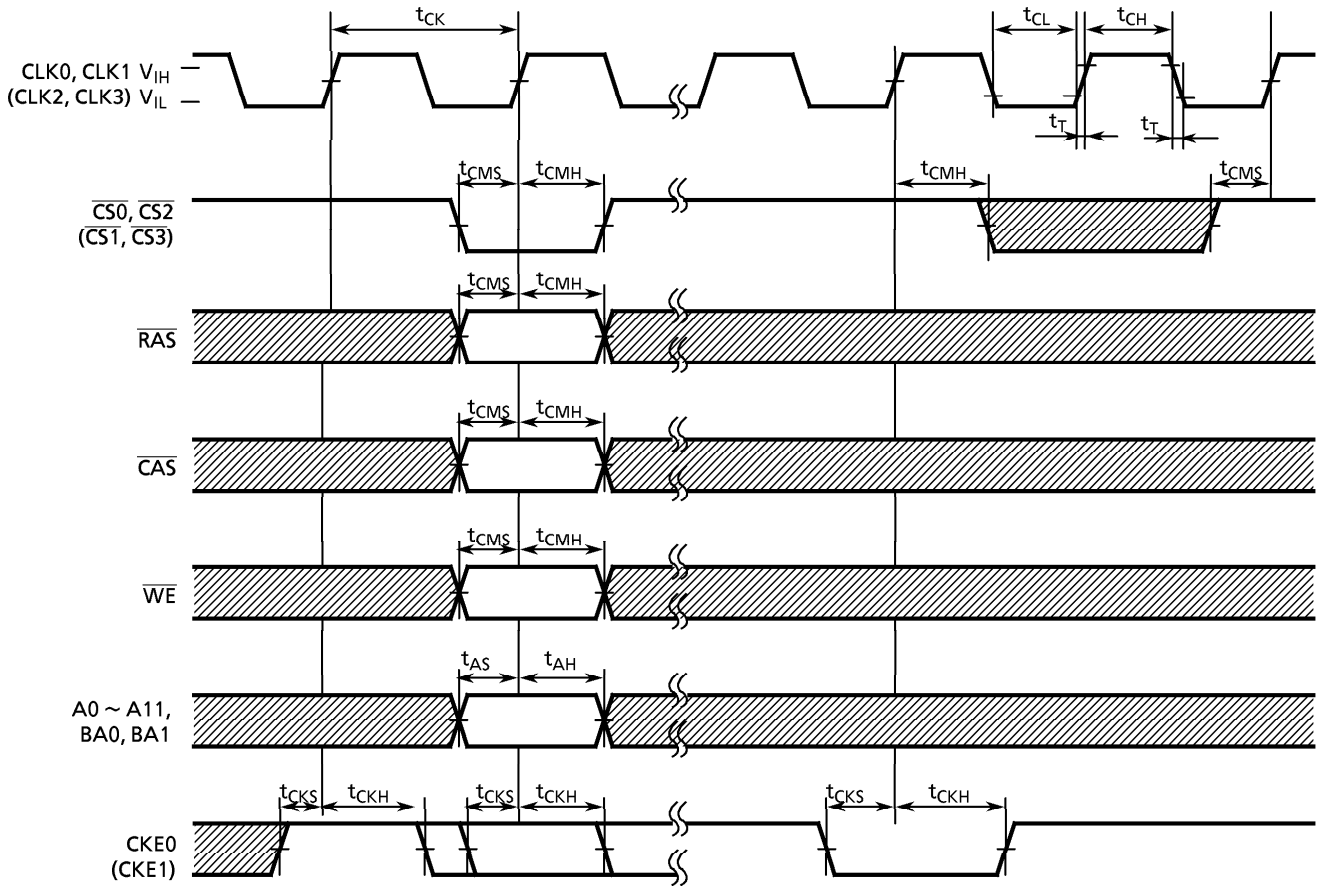 tCK
tCL
tCH
CLK0, CLK1 VIH
(CLK2, CLK3) VIL
tT
tT
tCMS
tCMH
tCMH
tCMS
CS0, CS2
(CS1, CS3)
tCMS
tCMH
RAS
tCMS
tCMH
CAS
tCMS
tCMH
WE
tAS
tAH
A0 ~ A11,
BA0, BA1
tCKS
tCKH
tCKS
tCKH
tCKS
tCKH
CKE0
(CKE1)